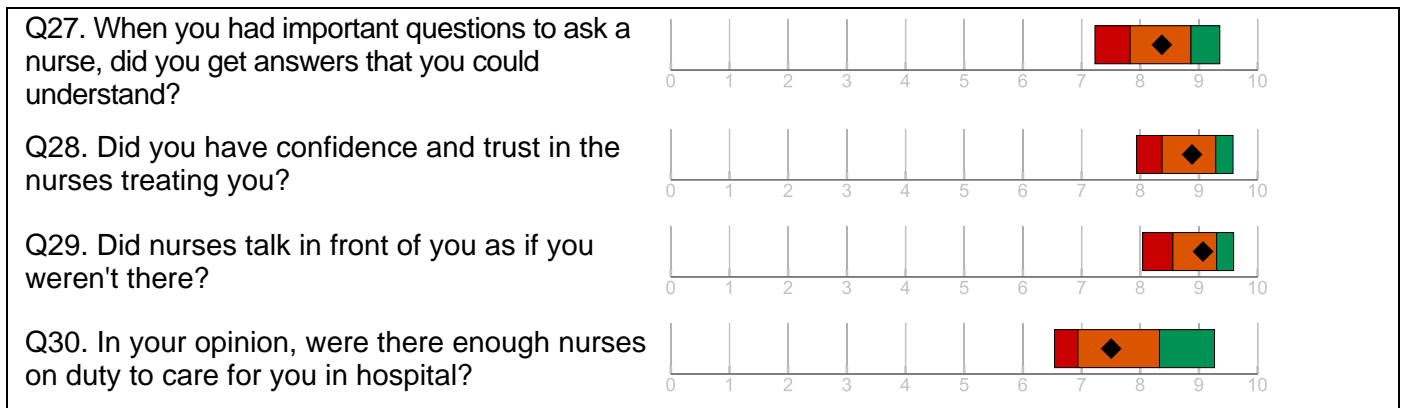 Q27. When you had important questions to ask a
nurse, did you get answers that you could
understand?
0 1 2 3 4 5 6 7 8 9 10
Q28. Did you have confidence and trust in the
nurses treating you?
0 1 2 3 4 5 6 7 8 9 10
Q29. Did nurses talk in front of you as if you
weren't there?
0 1 2 3 4 5 6 7 8 9 10
Q30. In your opinion, were there enough nurses
on duty to care for you in hospital?
0 1 2 3 4 5 6 7 8 9 10